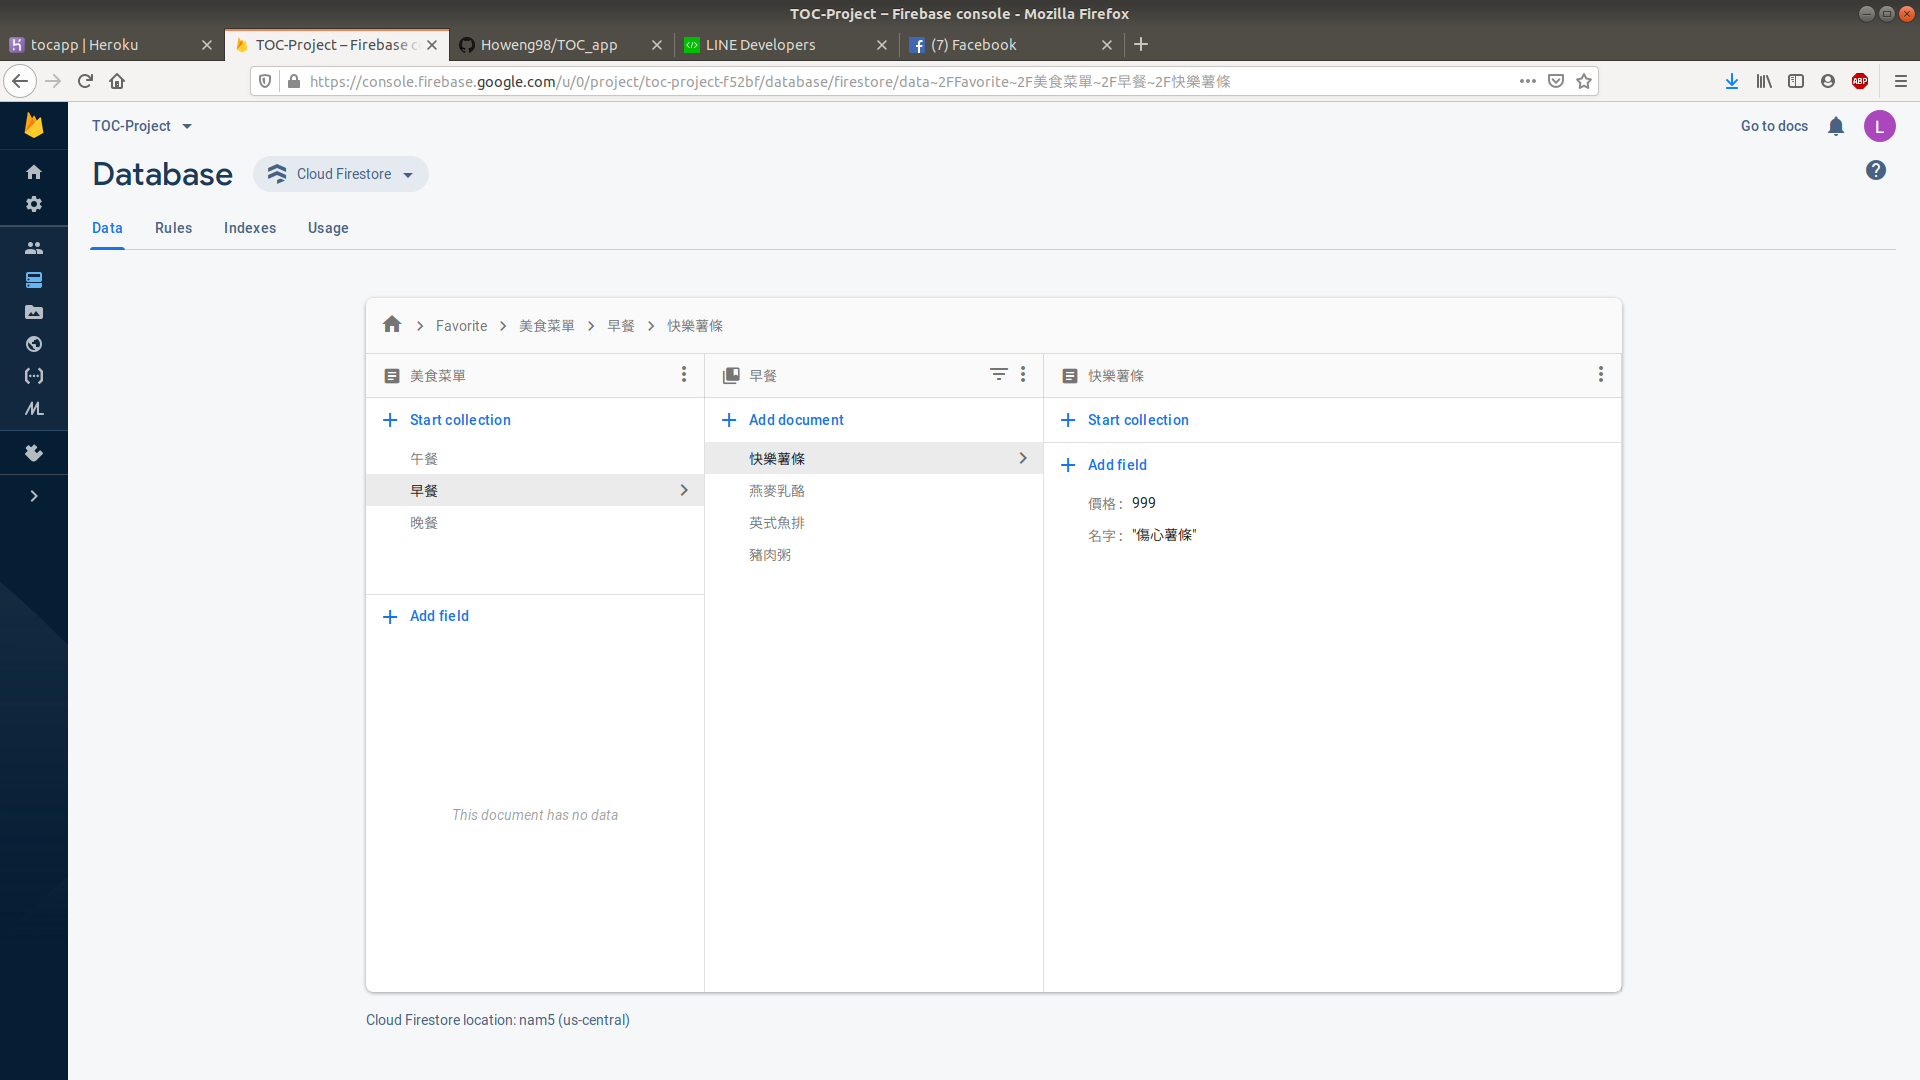 TOC-Project – Firebase console - Mozilla Firefox
tocapp | Heroku
TOC-Project – Firebase c
Howeng98/TOC_app
LINE Developers
(7) Facebook
https://console.firebase.google.com/u/0/project/toc-project-f52bf/database/firestore/data~2FFavorite~2F美食菜單~2F早餐~2F快樂薯條
ABP
TOC-Project
Go to docs
L
Database
Cloud Firestore
Data
Rules
Indexes
Usage
Favorite
美食菜單
早餐
快樂薯條
美食菜單
早餐
快樂薯條
Start collection
Add document
Start collection
午餐
早餐
晚餐
快樂薯條
燕麥乳酪
英式魚排
豬肉粥
Add field
價格: 999
名字: "傷心薯條"
Add field
This document has no data
Cloud Firestore location: nam5 (us-central)